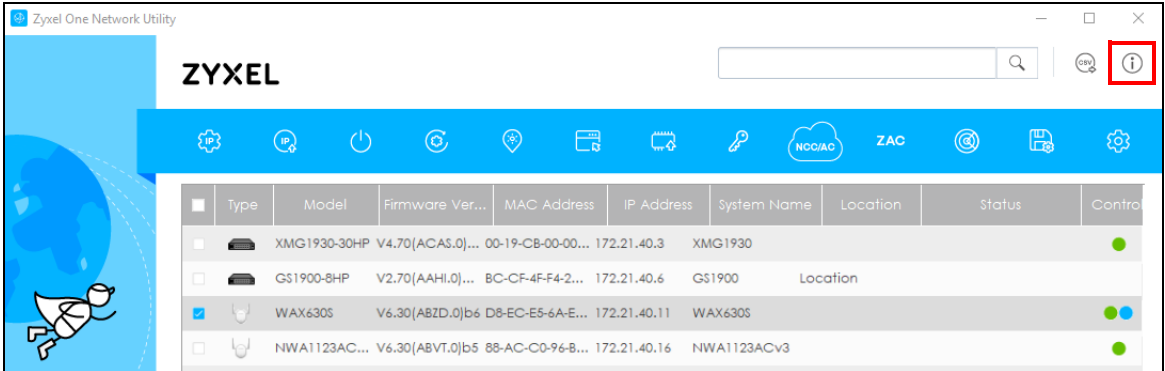 Zyxel One Network Utility
ZYXEL
CSV
IP IP NCC/AC ZAC
Type Model Firmware Ver... MAC Address IP Address System Name Location Status Control
XMG1930-30HP V4.70(ACAS.0)... 00-19-CB-00-00... 172.21.40.3 XMG1930
GS1900-8HP V2.70(AAHI.0)... BC-CF-4F-F4-2... 172.21.40.6 GS1900 Location
WAX630S V6.30(ABZD.0)b6 D8-EC-E5-6A-E... 172.21.40.11 WAX630S
NWA1123AC... V6.30(ABVT.0)b5 88-AC-C0-96-B... 172.21.40.16 NWA1123ACv3